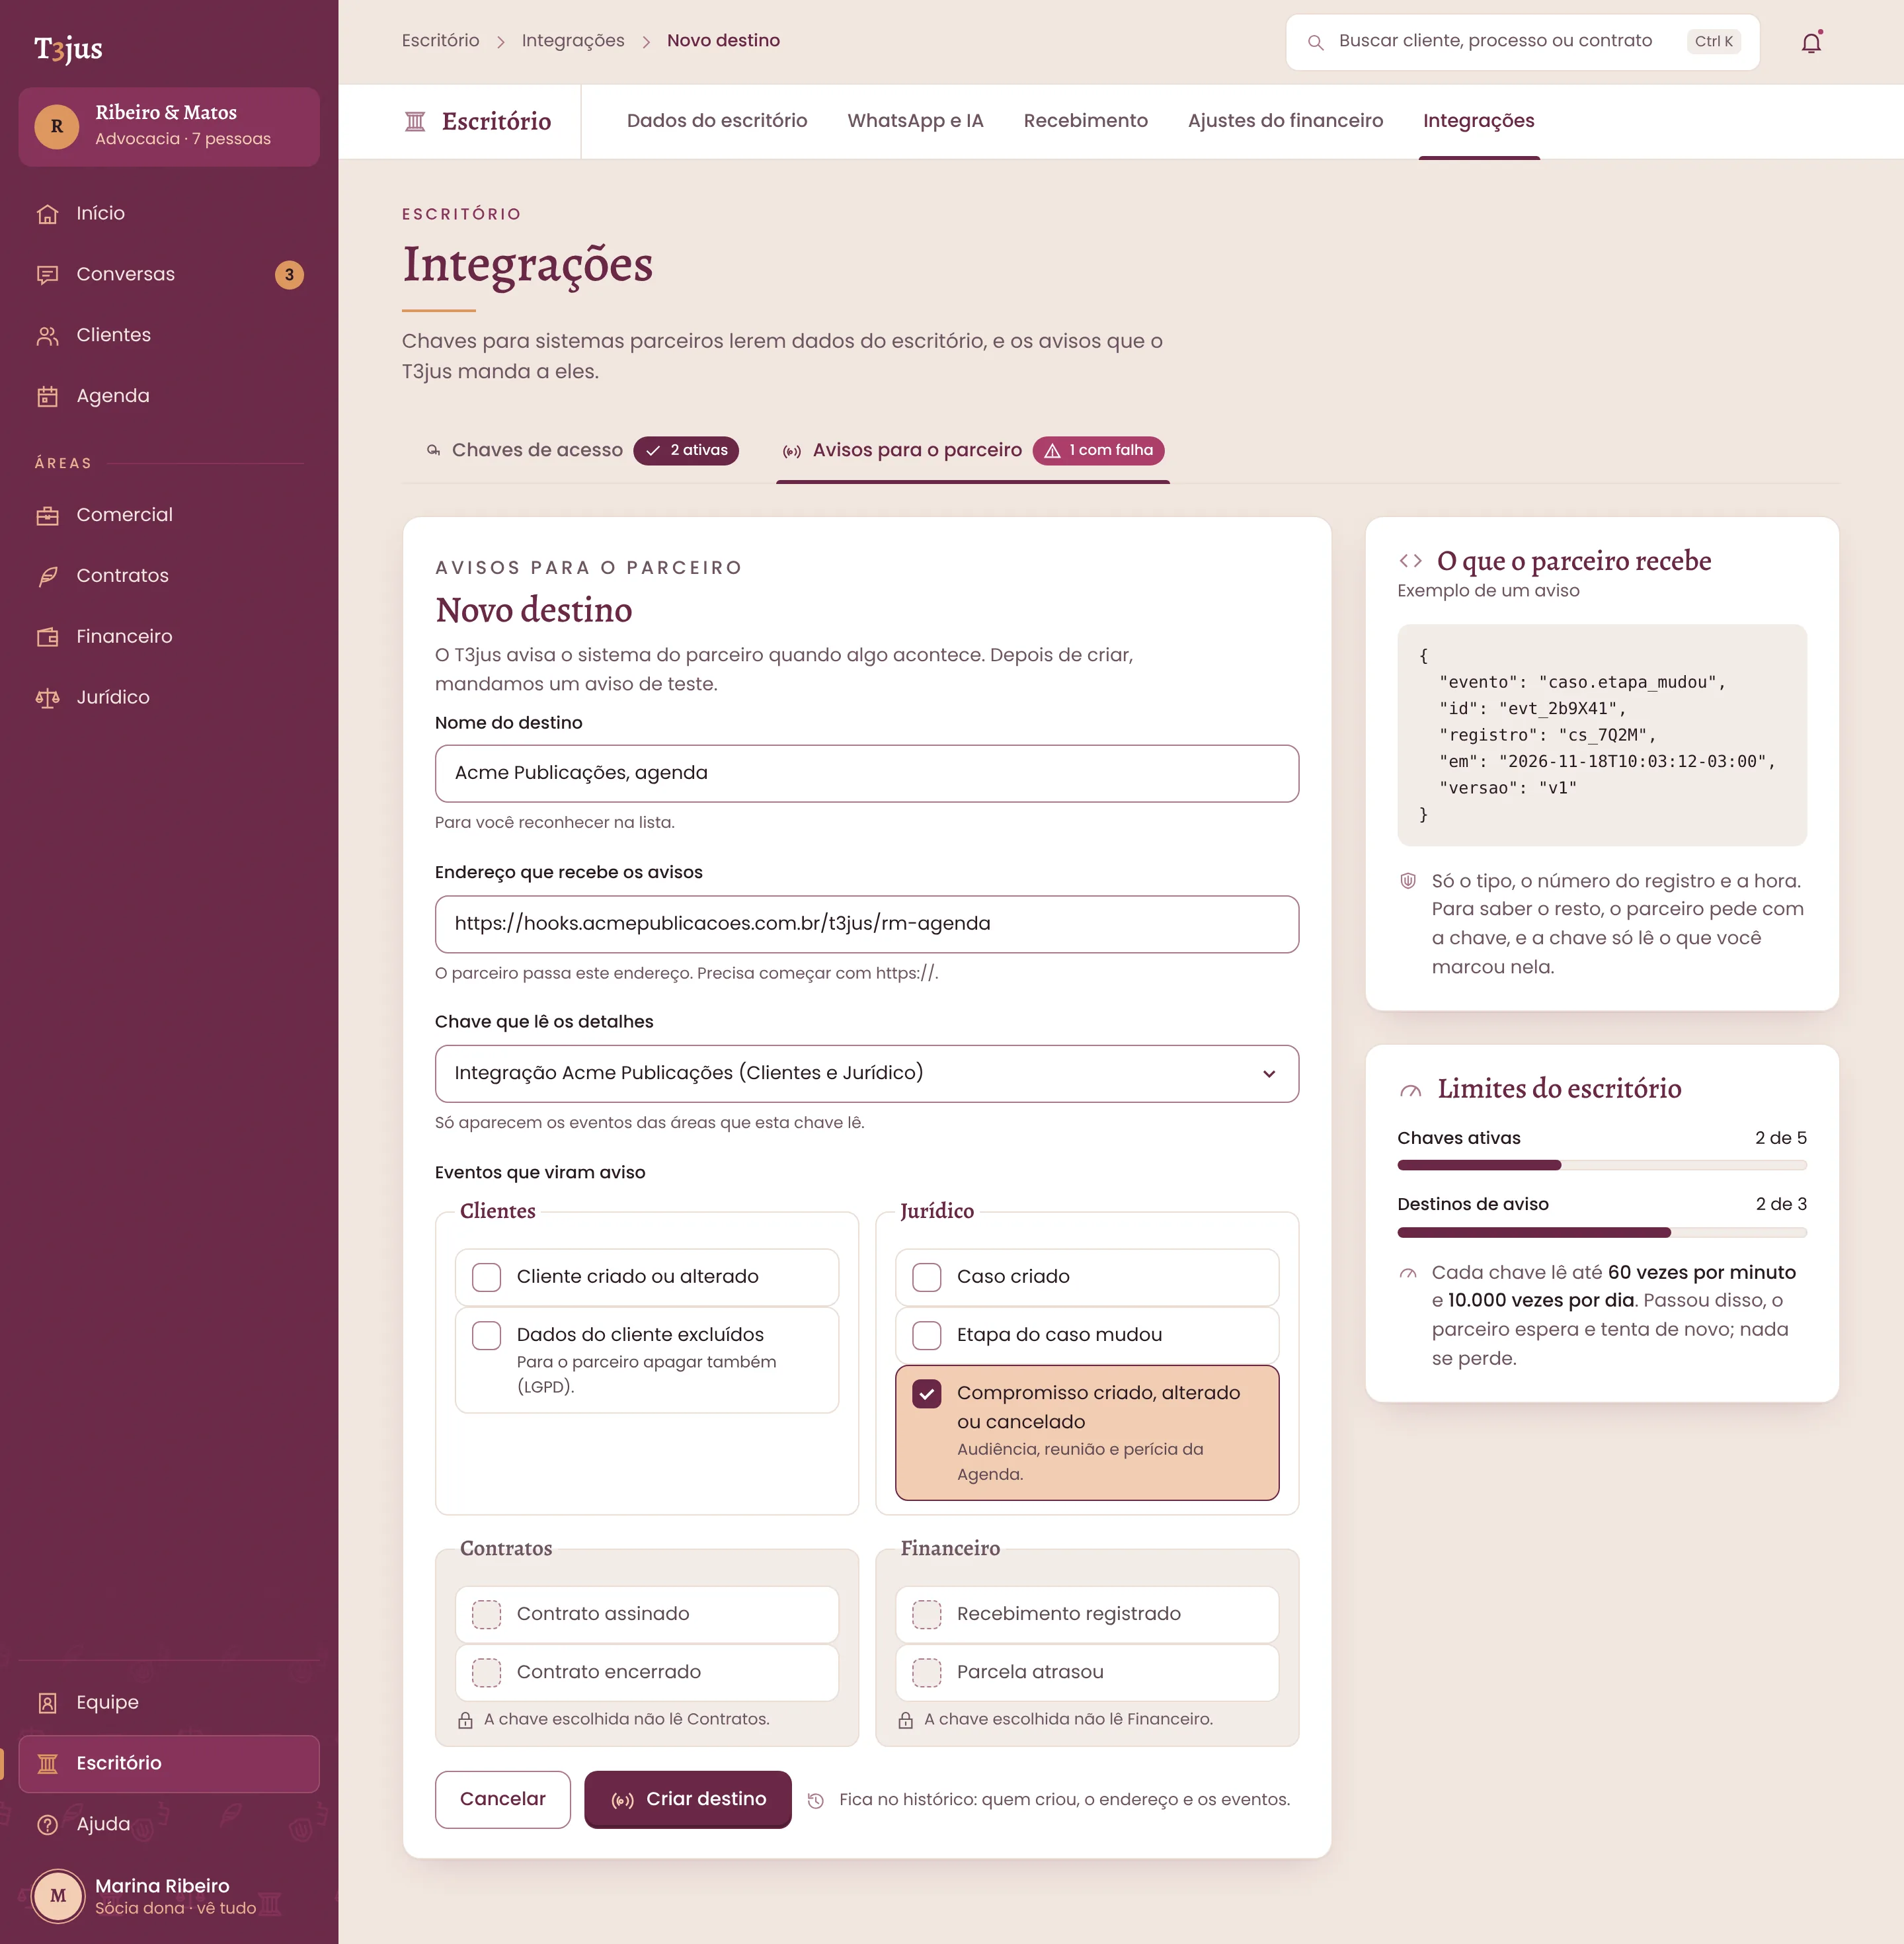 T3jus
R
Ribeiro & Matos
Advocacia · 7 pessoas
Início
Conversas
3
Clientes
Agenda
ÁREAS
Comercial
Contratos
Financeiro
Jurídico
Equipe
Escritório
Ajuda
M
Marina Ribeiro
Sócia dona · vê tudo
Escritório
Integrações
Novo destino
Buscar cliente, processo ou contrato
Ctrl K
Escritório
Dados do escritório
WhatsApp e IA
Recebimento
Ajustes do financeiro
Integrações
ESCRITÓRIO
Integrações
Chaves para sistemas parceiros lerem dados do escritório, e os avisos que o
T3jus manda a eles.
Chaves de acesso
2 ativas
Avisos para o parceiro
1 com falha
AVISOS PARA O PARCEIRO
Novo destino
O T3jus avisa o sistema do parceiro quando algo acontece. Depois de criar,
mandamos um aviso de teste.
Nome do destino
Acme Publicações, agenda
Para você reconhecer na lista.
Endereço que recebe os avisos
https://hooks.acmepublicacoes.com.br/t3jus/rm-agenda
O parceiro passa este endereço. Precisa começar com https://.
Chave que lê os detalhes
Integração Acme Publicações (Clientes e Jurídico)
Só aparecem os eventos das áreas que esta chave lê.
Eventos que viram aviso
Clientes
Cliente criado ou alterado
Dados do cliente excluídos
Para o parceiro apagar também
(LGPD).
Jurídico
Caso criado
Etapa do caso mudou
Compromisso criado, alterado
ou cancelado
Audiência, reunião e perícia da
Agenda.
Contratos
Contrato assinado
Contrato encerrado
A chave escolhida não lê Contratos.
Financeiro
Recebimento registrado
Parcela atrasou
A chave escolhida não lê Financeiro.
Cancelar
Criar destino
Fica no histórico: quem criou, o endereço e os eventos.
O que o parceiro recebe
Exemplo de um aviso
{
"evento": "caso.etapa_mudou",
"id": "evt_2b9X41",
"registro": "cs_7Q2M",
"em": "2026-11-18T10:03:12-03:00",
"versao": "v1"
}
Só o tipo, o número do registro e a hora.
Para saber o resto, o parceiro pede com
a chave, e a chave só lê o que você
marcou nela.
Limites do escritório
Chaves ativas
2 de 5
Destinos de aviso
2 de 3
Cada chave lê até 60 vezes por minuto
e 10.000 vezes por dia. Passou disso, o
parceiro espera e tenta de novo; nada
se perde.